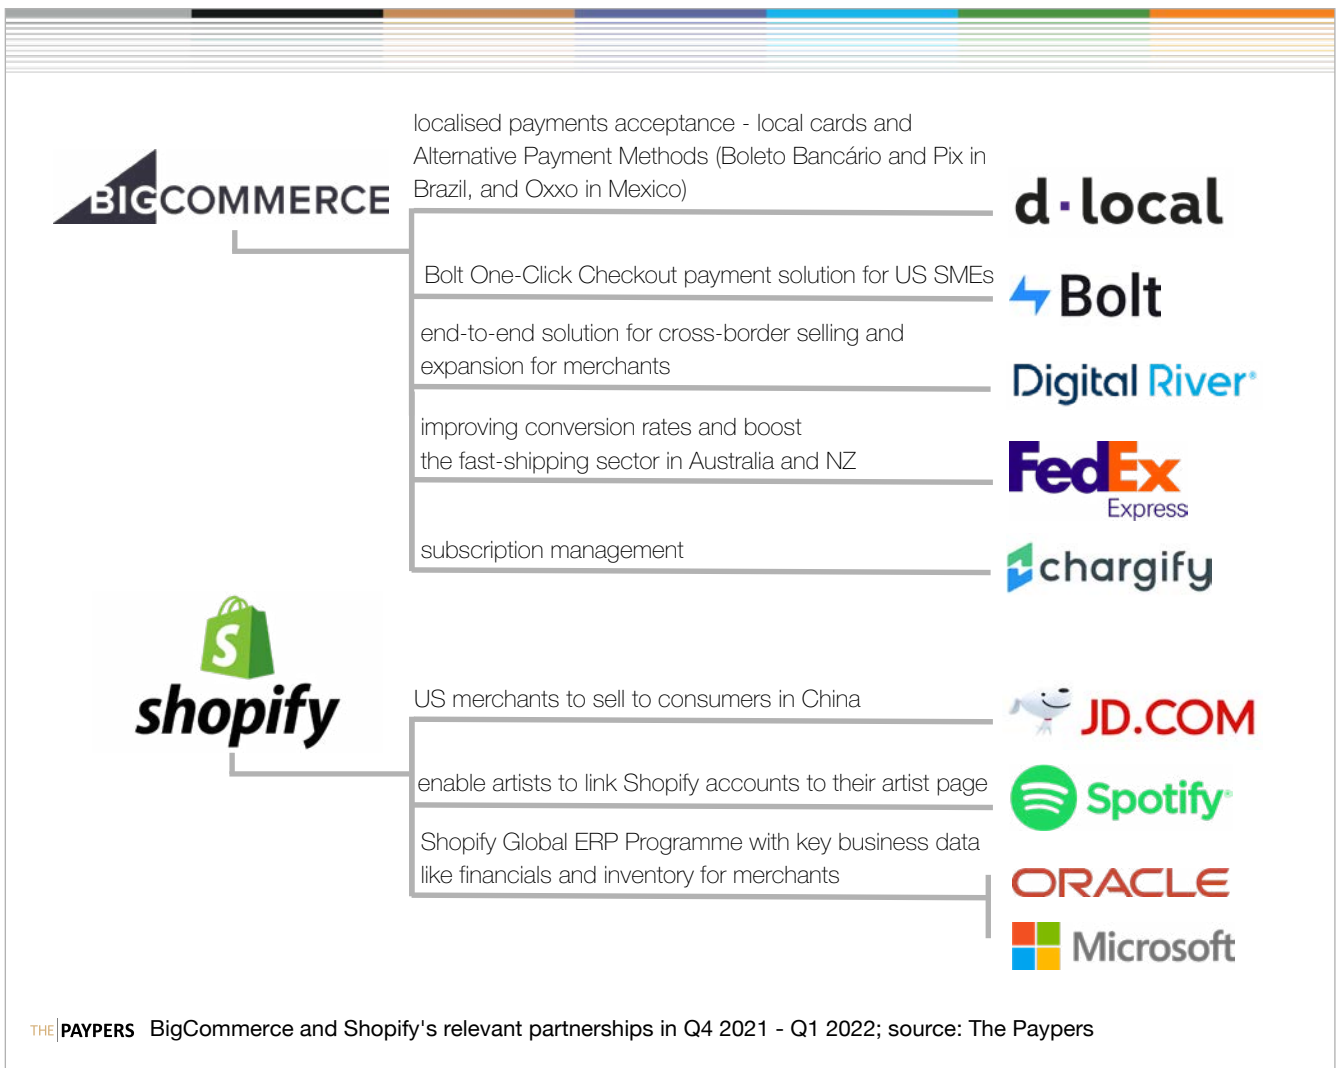 localised payments acceptance - local cards and
Alternative Payment Methods (Boleto Bancário and Pix in
Brazil, and Oxxo in Mexico)
BIGCOMMERCE
d·local
Bolt One-Click Checkout payment solution for US SMEs
Bolt
end-to-end solution for cross-border selling and
expansion for merchants
Digital River®
improving conversion rates and boost
the fast-shipping sector in Australia and NZ
FedEx
Express
subscription management
chargify
S
shopify
US merchants to sell to consumers in China
JD.COM
enable artists to link Shopify accounts to their artist page
Spotify®
Shopify Global ERP Programme with key business data
like financials and inventory for merchants
ORACLE
Microsoft
THE PAYPERS BigCommerce and Shopify's relevant partnerships in Q4 2021 - Q1 2022; source: The Paypers